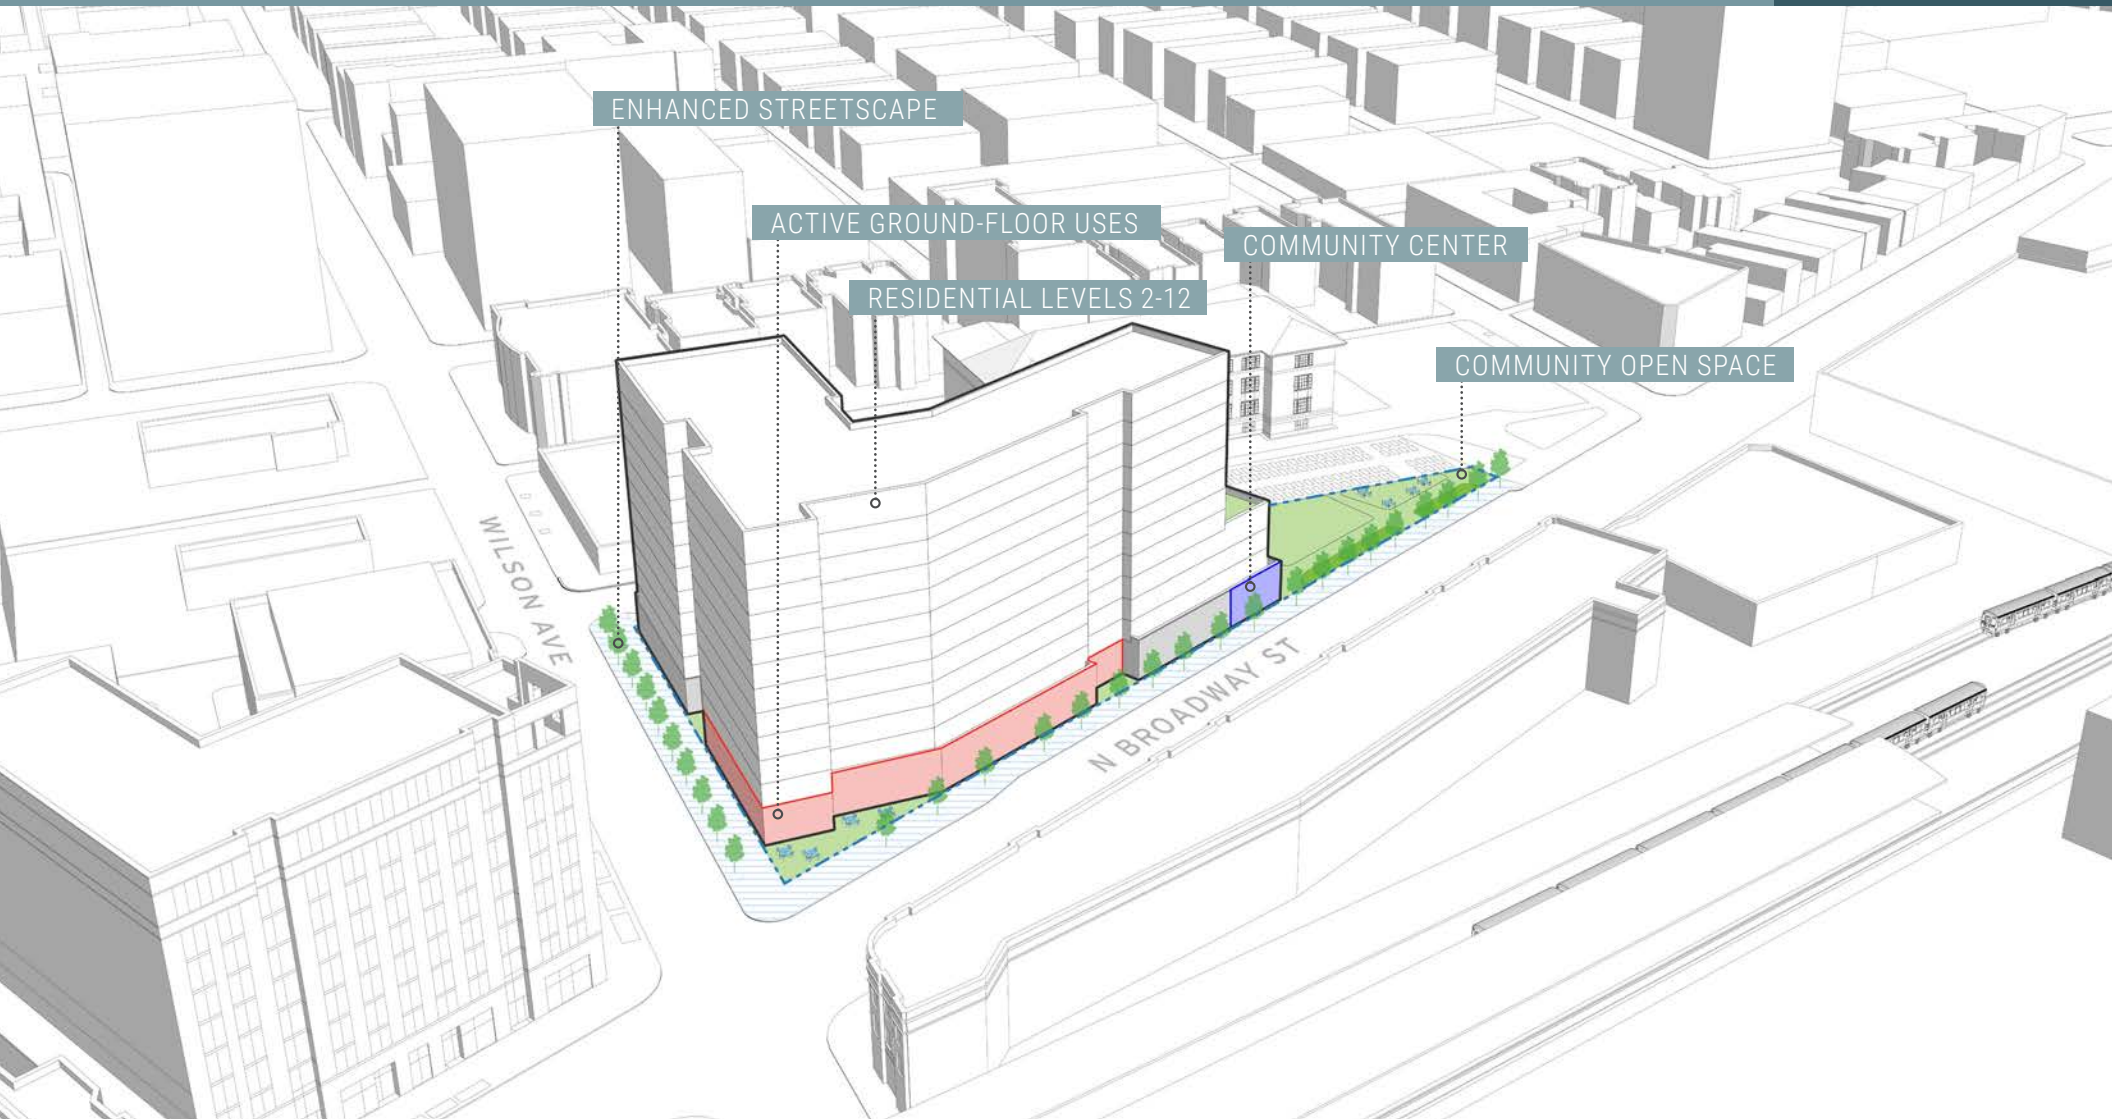 ENHANCED STREETSCAPE
ACTIVE GROUND-FLOOR USES
COMMUNITY CENTER
RESIDENTIAL LEVELS 2-12
COMMUNITY OPEN SPACE
WILSON AVE
N BROADWAY ST